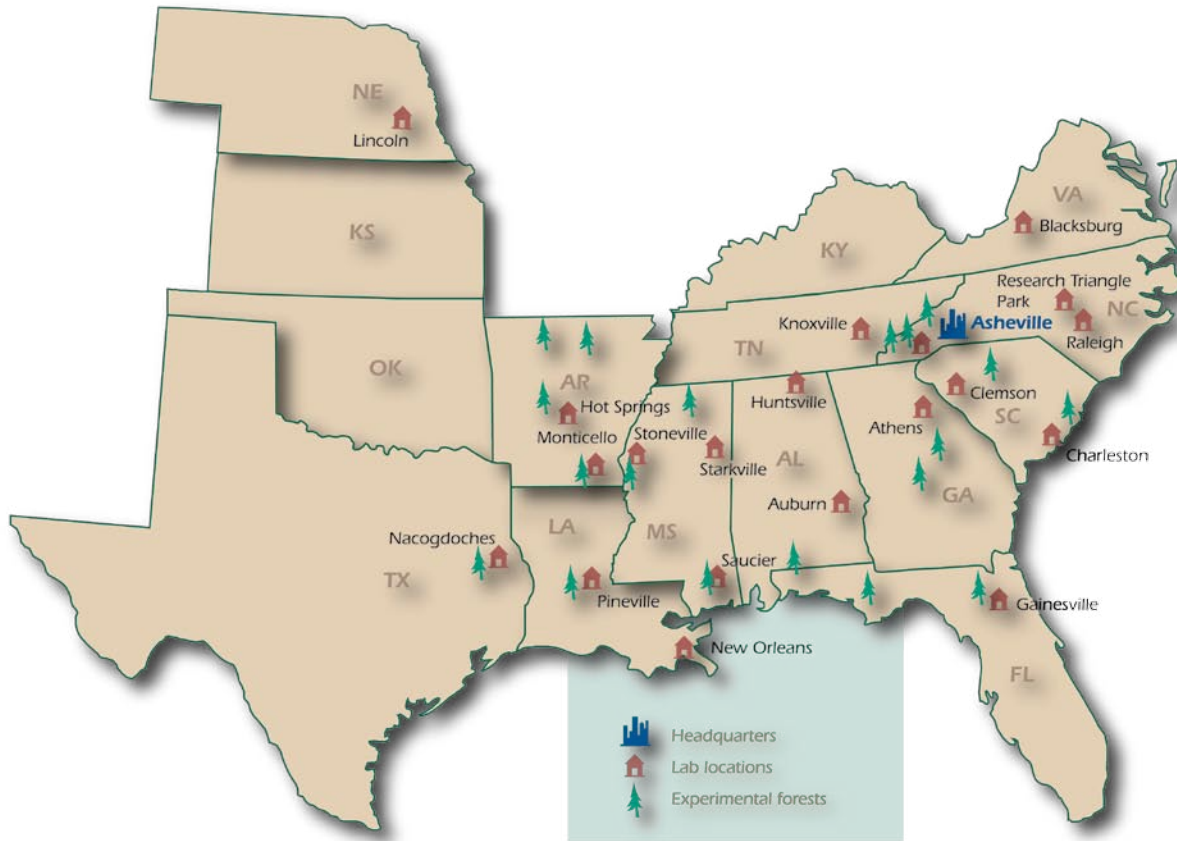 NE
Lincoln
VA
Blacksburg
KS
KY
Research Triangle
Park
NC
Knoxville
Asheville
Raleigh
TN
OK
AR
Hot Springs
Huntsville
Clemson
SC
Monticello
Stoneville
Athens
Starkville
AL
Charleston
Auburn
GA
LA
MS
Nacogdoches
Saucier
TX
Pineville
Gainesville
New Orleans
FL
Headquarters
Lab locations
Experimental forests